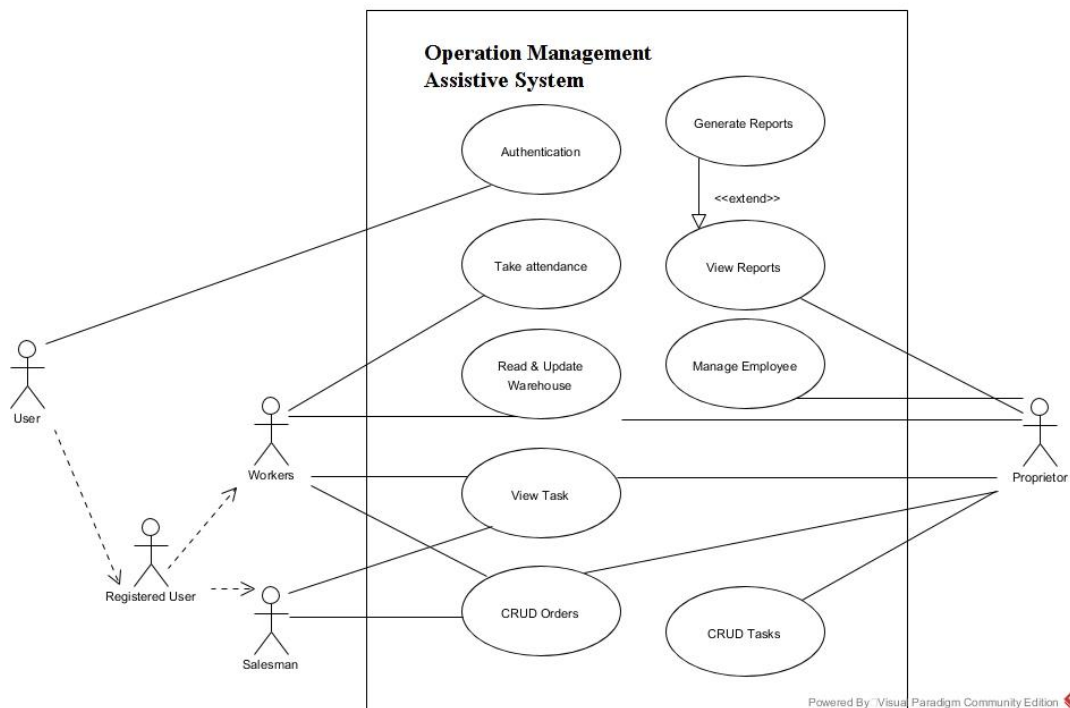 Operation Management
Assistive System
Generate Reports
Authentication
<<extend>>
Take attendance
View Reports
Read & Update
Warehouse
Manage Employee
User
Workers
Proprietor
View Task
Registered User
CRUD Orders
CRUD Tasks
Salesman
Powered By Visual Paradigm Community Edition